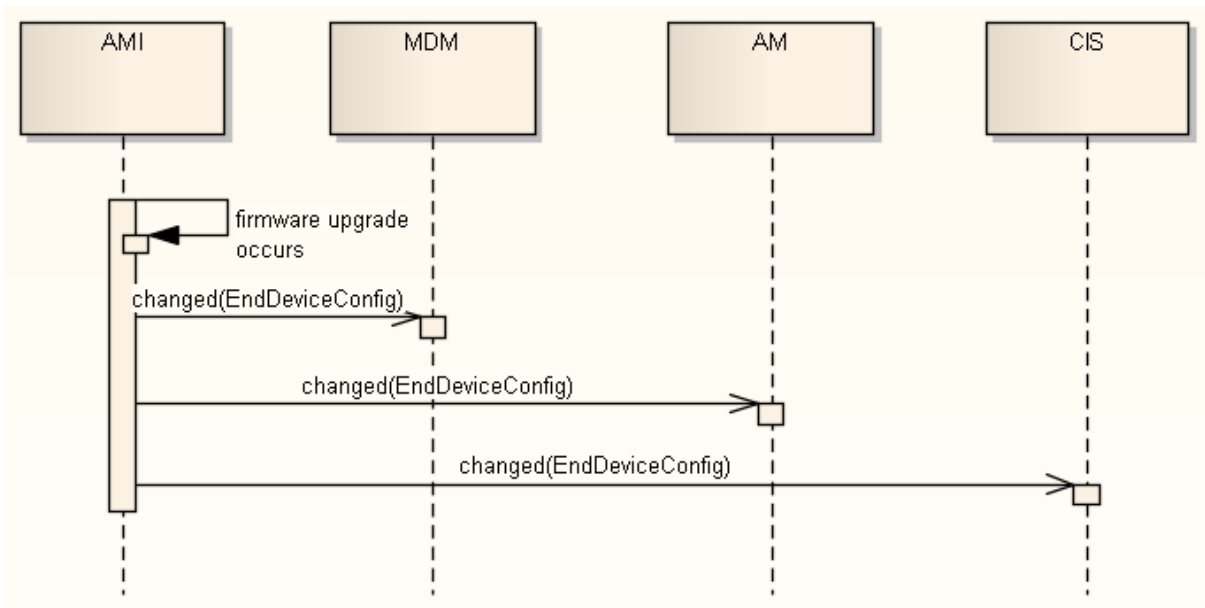 AMI
MDM
AM
CIS
firmware upgrade
occurs
changed(EndDeviceConfig)
changed(EndDeviceConfig)
changed(EndDeviceConfig)